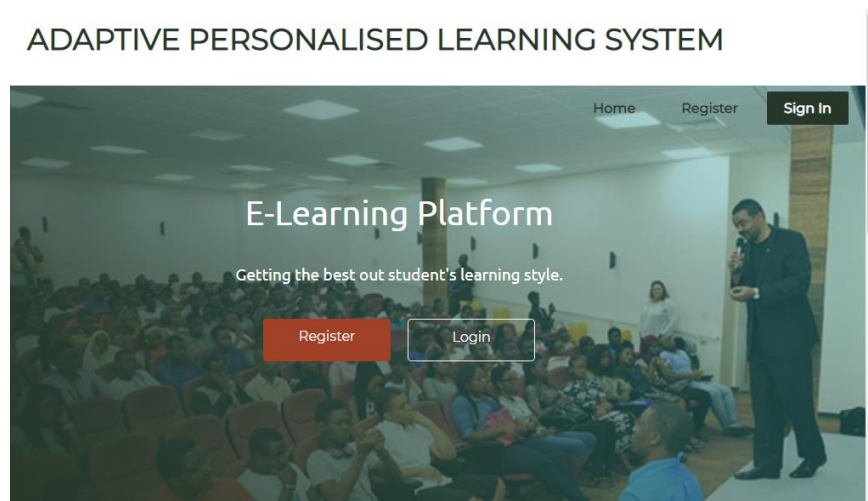 ADAPTIVE PERSONALISED LEARNING SYSTEM
Home Register Sign In
E-Learning Platform
Getting the best out student's learning style.
Register Login